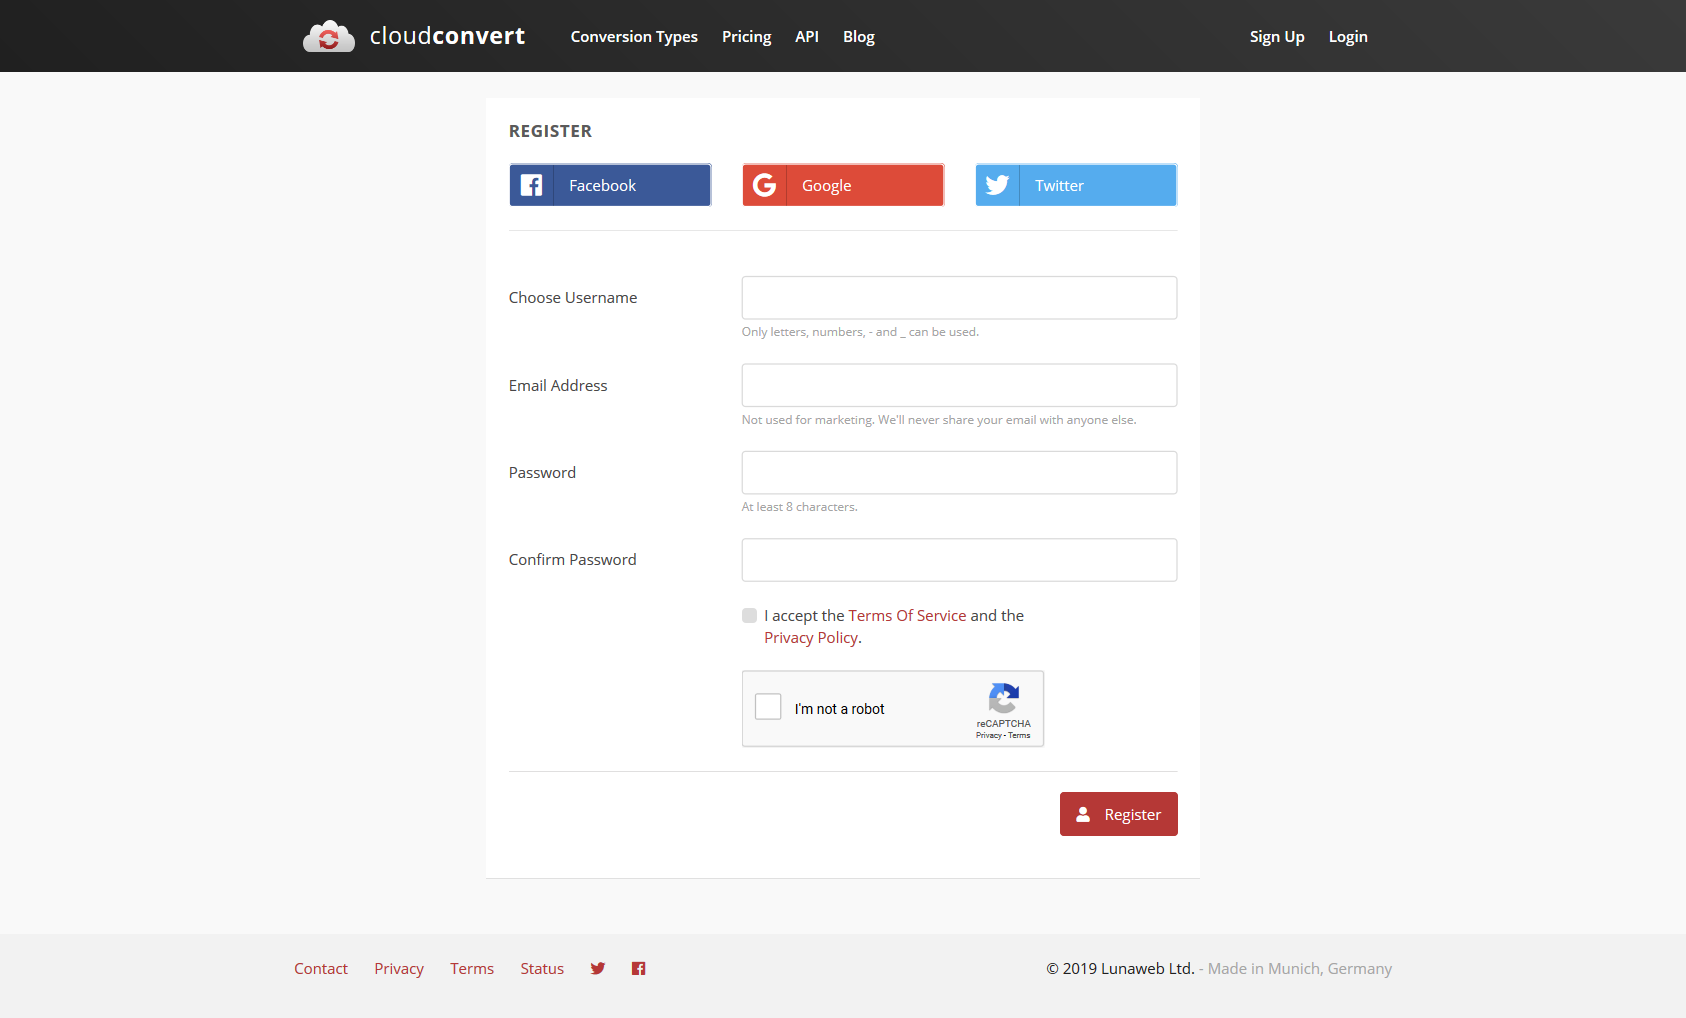 cloudconvert Conversion Types Pricing API Blog Sign Up Login
REGISTER
Facebook Google Twitter
Choose Username
Only letters, numbers, - and _ can be used.
Email Address
Not used for marketing. We'll never share your email with anyone else.
Password
At least 8 characters.
Confirm Password
I accept the Terms Of Service and the
Privacy Policy.
I'm not a robot
reCAPTCHA
Privacy - Terms
Register
Contact Privacy Terms Status © 2019 Lunaweb Ltd. - Made in Munich, Germany